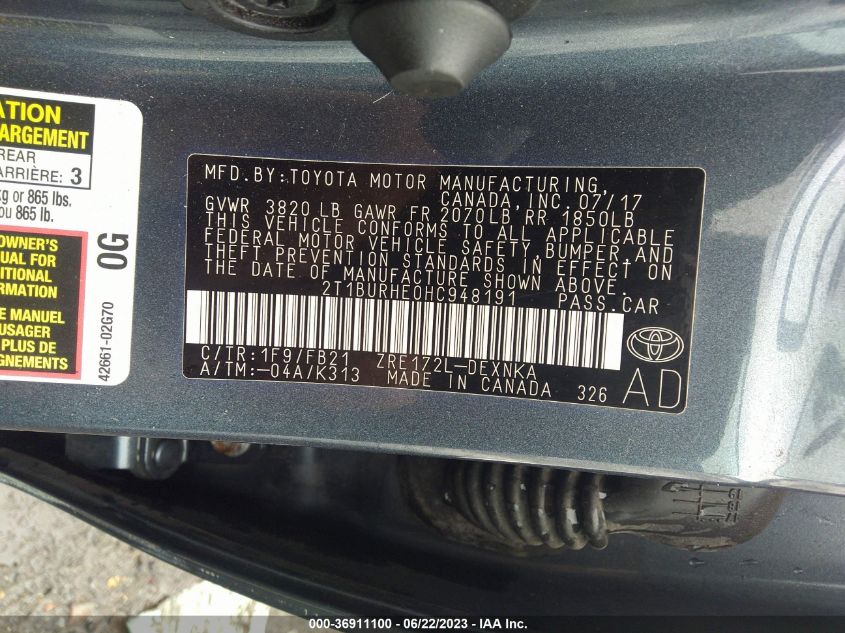 ATION
ARGEMENT
REAR
ARRIÈRE: 3
kg or 865 lbs.
ou 865 lb.
OWNER'S
UAL FOR
ITIONAL
MATION
E MANUEL
USAGER
PLUS DE
GNEMENTS
42661-02G70
0G
MFD.BY:TOYOTA MOTOR MANUFACTURING,
CANADA, INC.07/17
GVWR 3820 LB GAWR FR 2070LB RR 1850LB
THIS VEHICLE CONFORMS TO ALL APPLICABLE
FEDERAL MOTOR VEHICLE SAFETY, BUMPER, AND
THEFT PREVENTION STANDARDS IN EFFECT ON
THE DATE OF MANUFACTURE SHOWN ABOVE.
2T1BURHE0HC948191 PASS.CAR
C/TR:1F9/FB21 ZRE172L-DEXNKA
A/TM:-04A/K313 MADE IN CANADA 326
AD
000-36911100 - 06/22/2023 - IAA Inc.